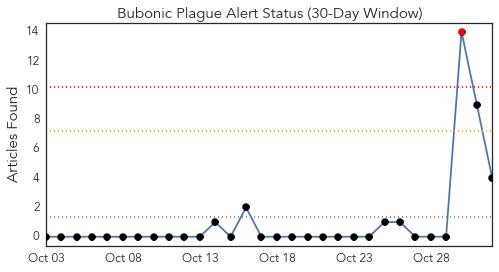 Bubonic Plague Alert Status (30-Day Window)
Articles Found
14
12
10
8
6
4
2
0
Oct 03 Oct 08 Oct 13 Oct 18 Oct 23 Oct 28